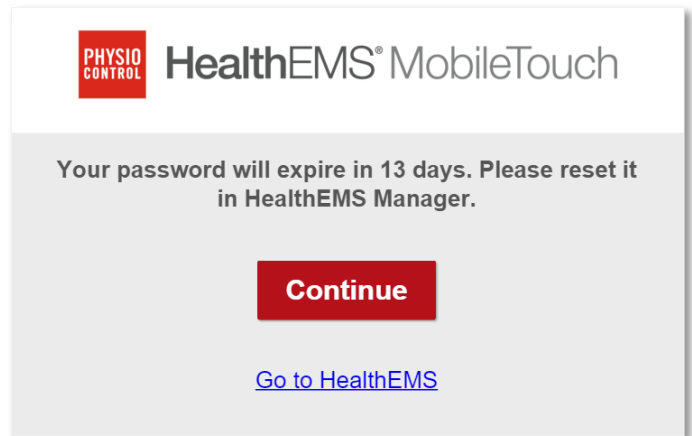 PHYSIO
CONTROL
HealthEMS® MobileTouch
Your password will expire in 13 days. Please reset it
in HealthEMS Manager.
Continue
Go to HealthEMS